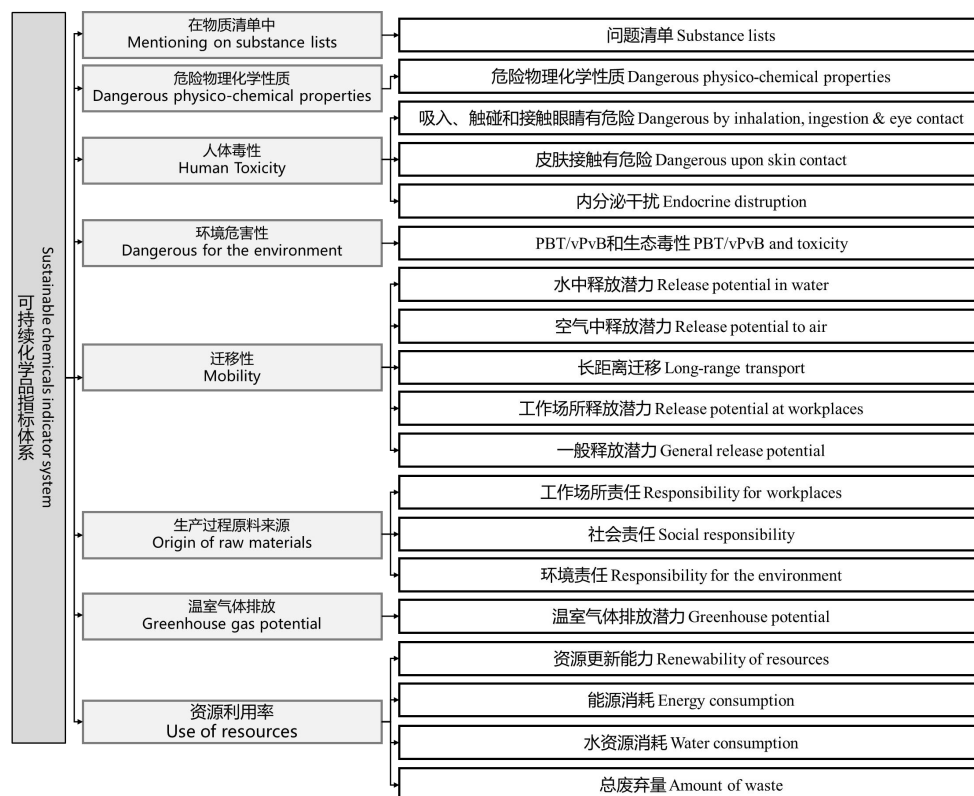 可持续化学品指标体系
Sustainable chemicals indicator system
在物质清单中
Mentioning on substance lists
问题清单 Substance lists
危险物理化学性质
Dangerous physico-chemical properties
危险物理化学性质 Dangerous physico-chemical properties
人体毒性
Human Toxicity
吸入、触碰和接触眼睛有危险 Dangerous by inhalation, ingestion & eye contact
皮肤接触有危险 Dangerous upon skin contact
内分泌干扰 Endocrine distruption
环境危害性
Dangerous for the environment
PBT/vPvB和生态毒性 PBT/vPvB and toxicity
迁移性
Mobility
水中释放潜力 Release potential in water
空气中释放潜力 Release potential to air
长距离迁移 Long-range transport
工作场所释放潜力 Release potential at workplaces
一般释放潜力 General release potential
生产过程原料来源
Origin of raw materials
工作场所责任 Responsibility for workplaces
社会责任 Social responsibility
环境责任 Responsibility for the environment
温室气体排放
Greenhouse gas potential
温室气体排放潜力 Greenhouse potential
资源利用率
Use of resources
资源更新能力 Renewability of resources
能源消耗 Energy consumption
水资源消耗 Water consumption
总废弃量 Amount of waste